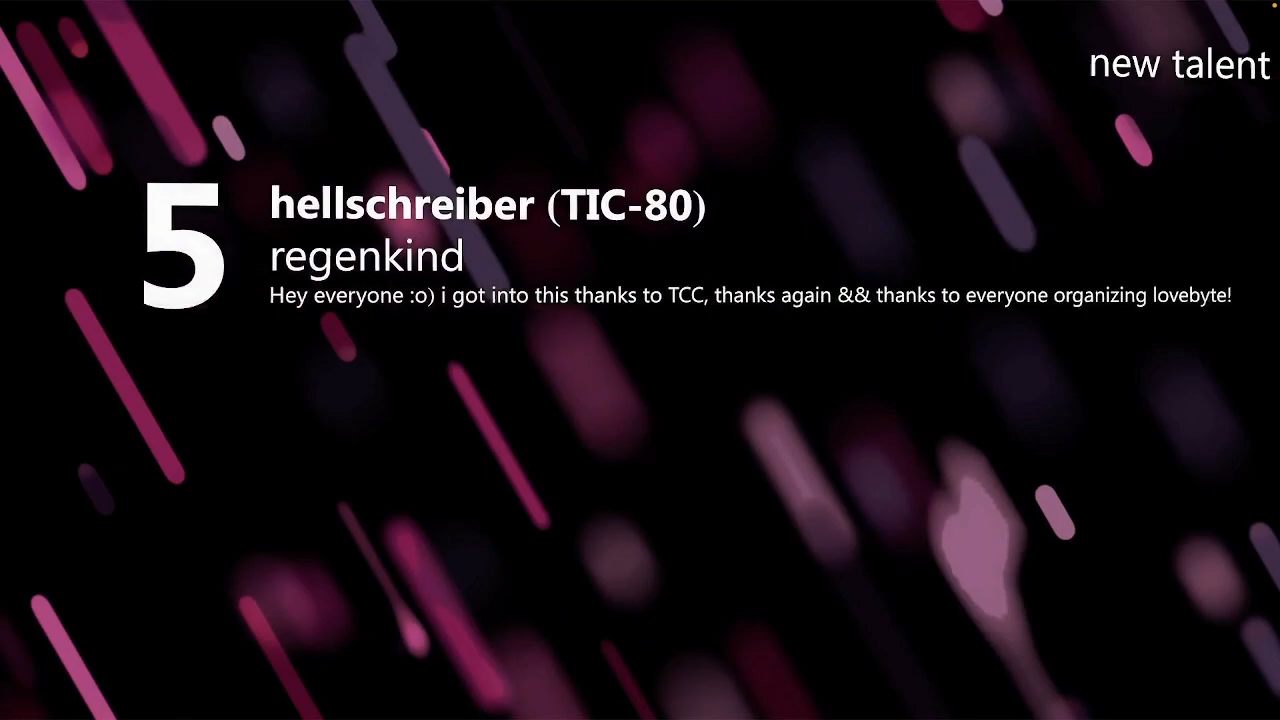 new talent
5
hellschreiber (TIC-80)
regenkind
Hey everyone :o) i got into this thanks to TCC, thanks again && thanks to everyone organizing lovebyte!